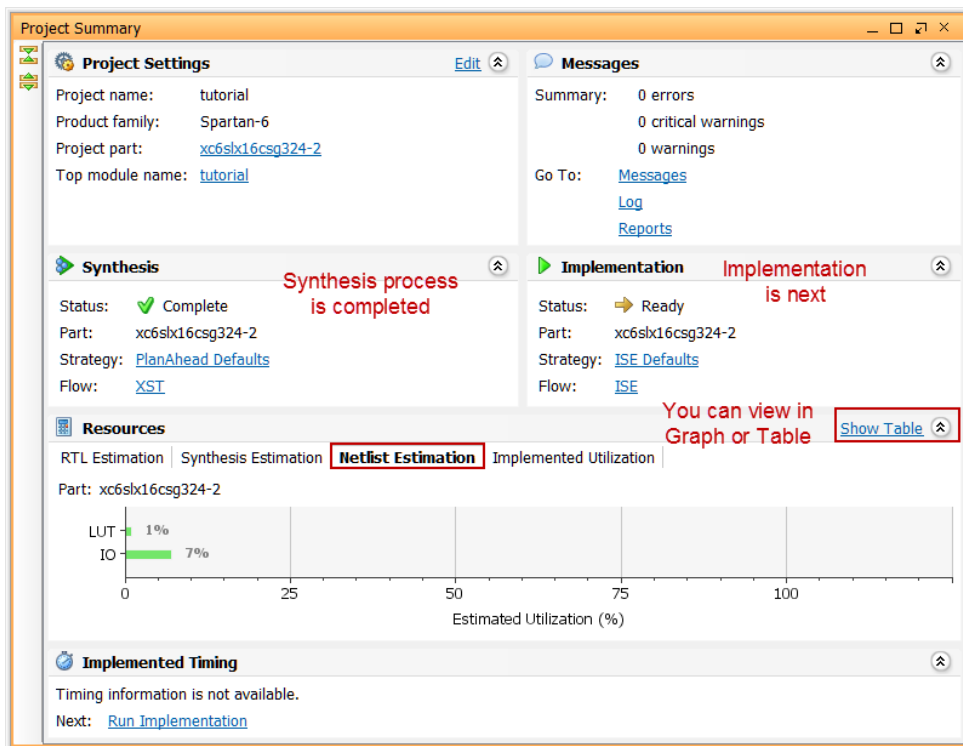 Project Summary
Project Settings Edit
Project name: tutorial
Product family: Spartan-6
Project part: xc6slx16csg324-2
Top module name: tutorial
Messages
Summary: 0 errors
0 critical warnings
0 warnings
Go To: Messages
Log
Reports
Synthesis
Synthesis process
is completed
Status: Complete
Part: xc6slx16csg324-2
Strategy: PlanAhead Defaults
Flow: XST
Implementation
Implementation
is next
Status: Ready
Part: xc6slx16csg324-2
Strategy: ISE Defaults
Flow: ISE
Resources
You can view in
Graph or Table
Show Table
RTL Estimation Synthesis Estimation Netlist Estimation Implemented Utilization
Part: xc6slx16csg324-2
LUT 1%
IO 7%
0 25 50 75 100
Estimated Utilization (%)
Implemented Timing
Timing information is not available.
Next: Run Implementation